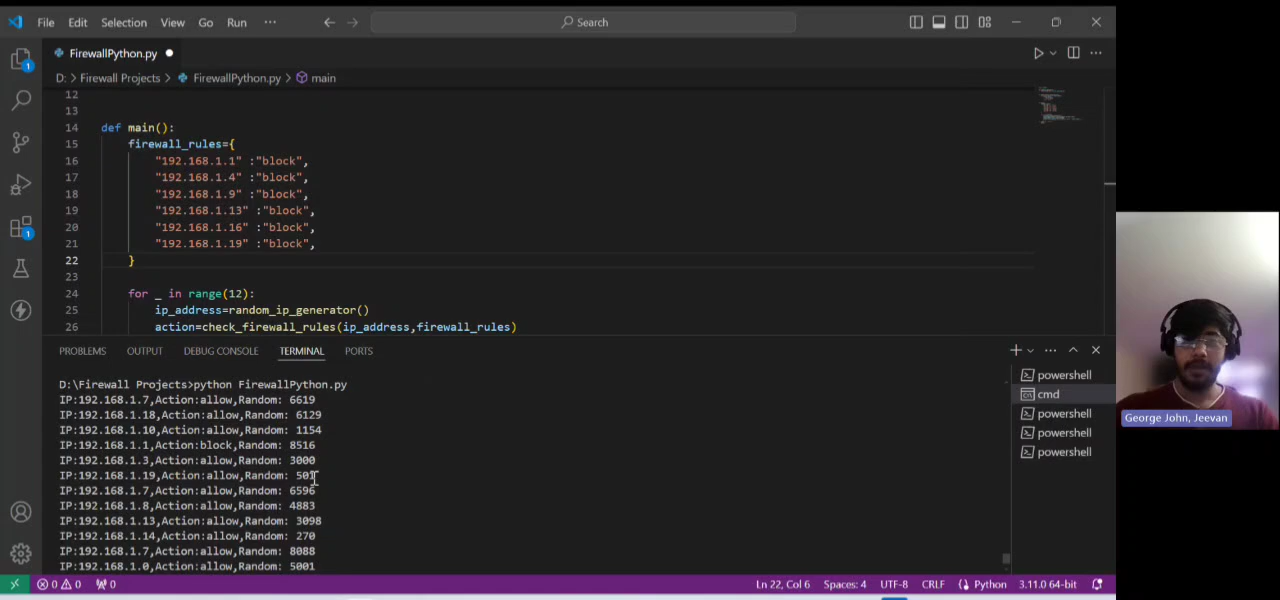 File Edit Selection View Go Run ··· Search
FirewallPython.py
D: > Firewall Projects > FirewallPython.py > main
12
13
14 def main():
15 firewall_rules={
16 "192.168.1.1" :"block",
17 "192.168.1.4" :"block",
18 "192.168.1.9" :"block",
19 "192.168.1.13" :"block",
20 "192.168.1.16" :"block",
21 "192.168.1.19" :"block",
22 }
23
24 for _ in range(12):
25 ip_address=random_ip_generator()
26 action=check_firewall_rules(ip_address,firewall_rules)
PROBLEMS OUTPUT DEBUG CONSOLE TERMINAL PORTS
D:\Firewall Projects>python FirewallPython.py
IP:192.168.1.7,Action:allow,Random: 6619
IP:192.168.1.18,Action:allow,Random: 6129
IP:192.168.1.10,Action:allow,Random: 1154
IP:192.168.1.1,Action:block,Random: 8516
IP:192.168.1.3,Action:allow,Random: 3000
IP:192.168.1.19,Action:allow,Random:
IP:192.168.1.7,Action:allow,Random: 6596
IP:192.168.1.8,Action:allow,Random: 4883
IP:192.168.1.13,Action:allow,Random: 3098
IP:192.168.1.14,Action:allow,Random: 270
IP:192.168.1.7,Action:allow,Random: 8088
IP:192.168.1.0,Action:allow,Random: 5001
powershell
cmd
powershell
powershell
powershell
George John, Jeevan
1
1
0 0 0 Ln 22, Col 6 Spaces: 4 UTF-8 CRLF Python 3.11.0 64-bit